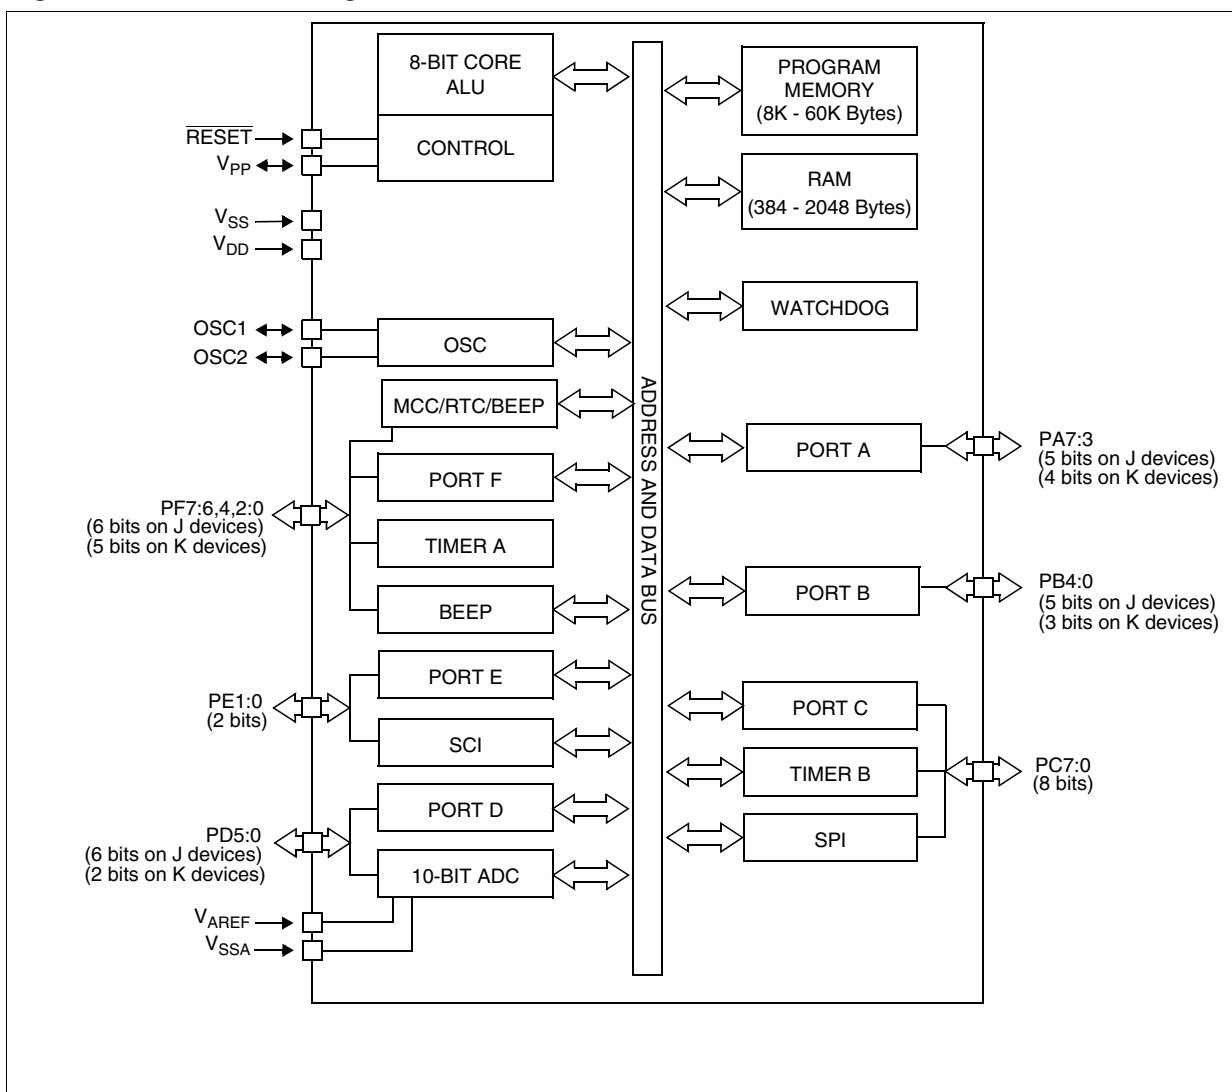 8-BIT CORE
ALU
CONTROL
RESET
VPP
VSS
VDD
OSC1
OSC2
OSC
MCC/RTC/BEEP
PORT F
TIMER A
BEEP
PF7:6,4,2:0
(6 bits on J devices)
(5 bits on K devices)
PORT E
SCI
PE1:0
(2 bits)
PORT D
10-BIT ADC
PD5:0
(6 bits on J devices)
(2 bits on K devices)
VAREF
VSSA
ADDRESS AND DATA BUS
PROGRAM
MEMORY
(8K - 60K Bytes)
RAM
(384 - 2048 Bytes)
WATCHDOG
PORT A
PA7:3
(5 bits on J devices)
(4 bits on K devices)
PORT B
PB4:0
(5 bits on J devices)
(3 bits on K devices)
PORT C
TIMER B
SPI
PC7:0
(8 bits)